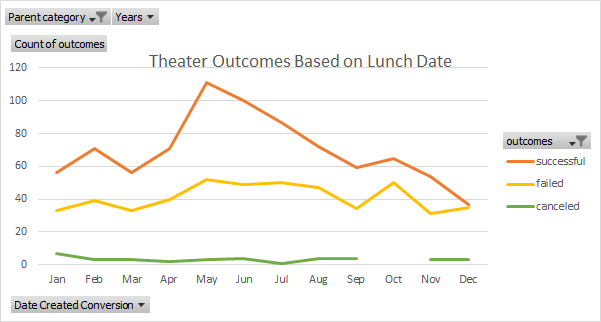 Parent category Years
Count of outcomes
Theater Outcomes Based on Lunch Date
120
100
80
60
40
20
0
Jan Feb Mar Apr May Jun Jul Aug Sep Oct Nov Dec
outcomes
successful
failed
canceled
Date Created Conversion